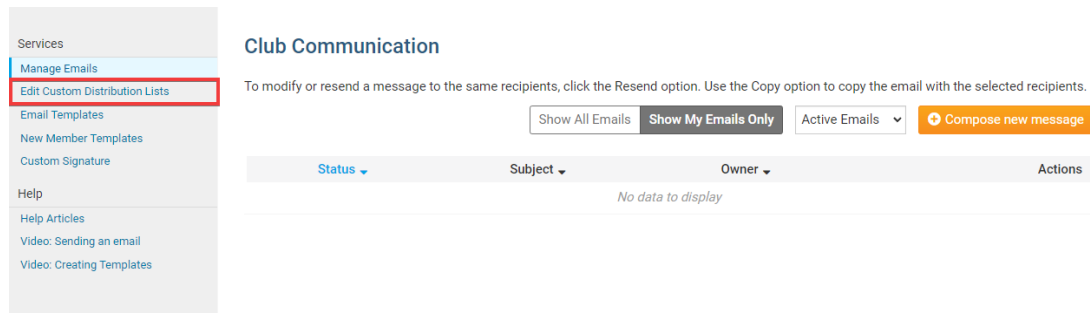 Services
Manage Emails
Edit Custom Distribution Lists
Email Templates
New Member Templates
Custom Signature
Help
Help Articles
Video: Sending an email
Video: Creating Templates
Club Communication
To modify or resend a message to the same recipients, click the Resend option. Use the Copy option to copy the email with the selected recipients.
Show All Emails Show My Emails Only Active Emails Compose new message
Status Subject Owner Actions
No data to display